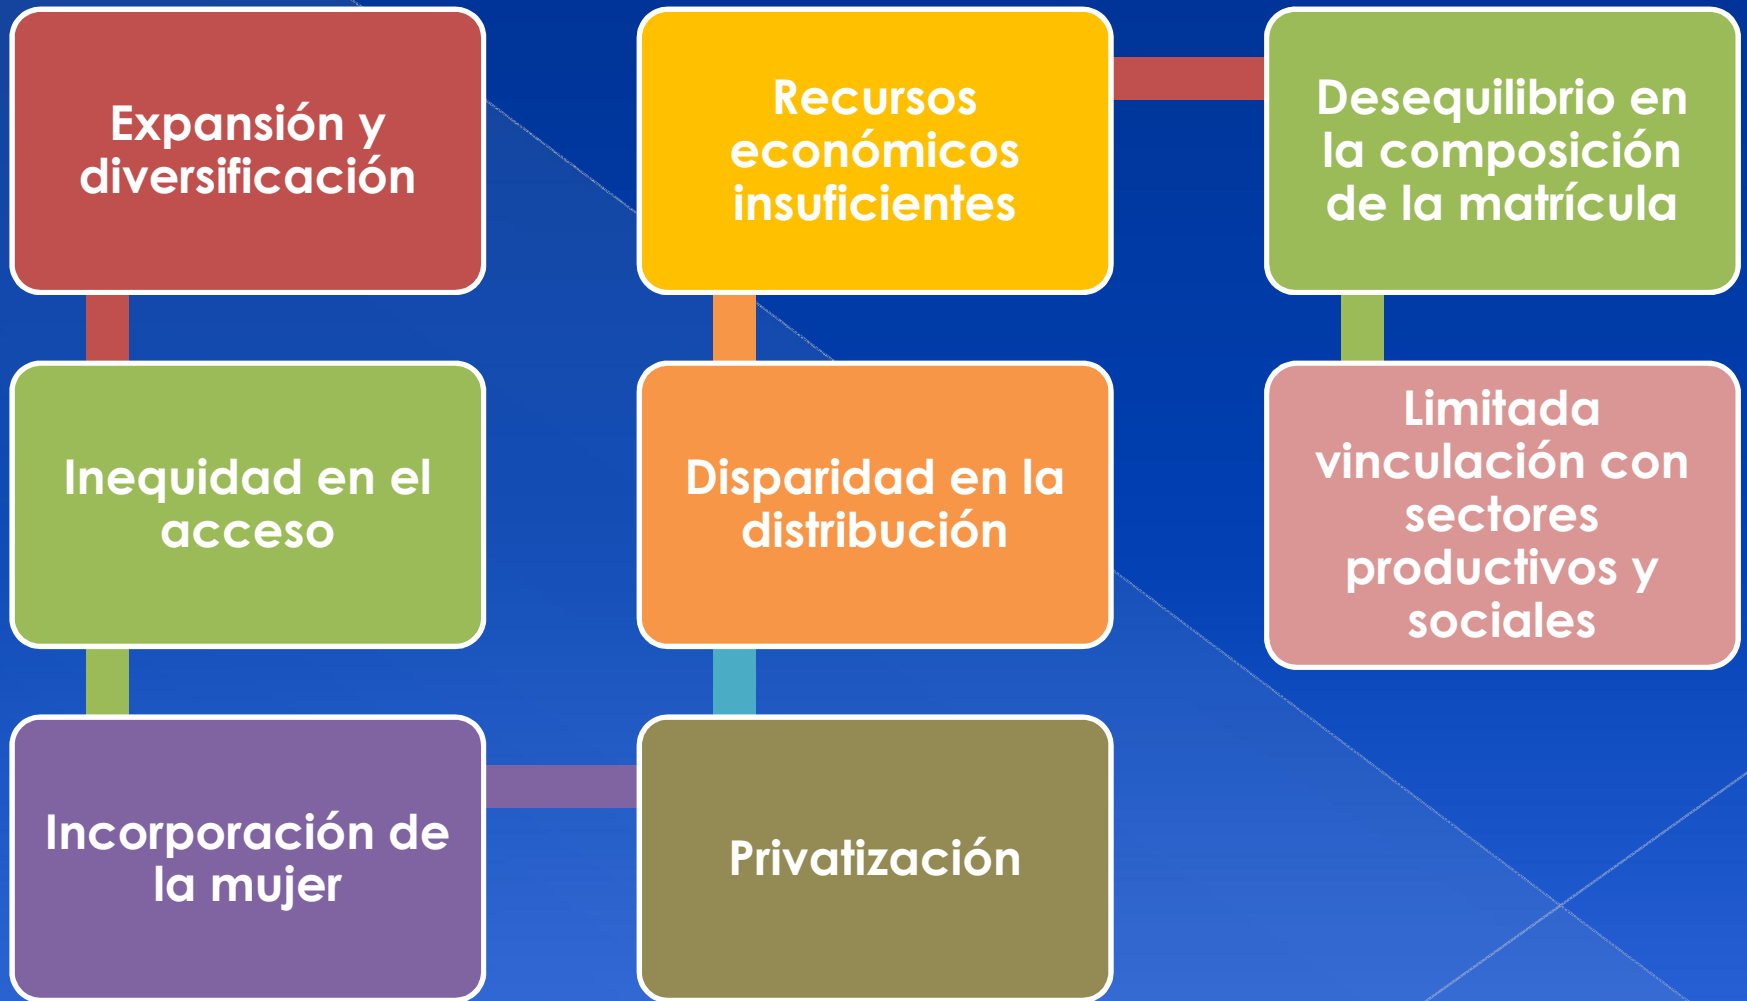 Expansión y
diversificación
Inequidad en el
acceso
Incorporación de
la mujer
Privatización
Disparidad en la
distribución
Recursos
económicos
insuficientes
Desequilibrio en
la composición
de la matrícula
Limitada
vinculación con
sectores
productivos y
sociales